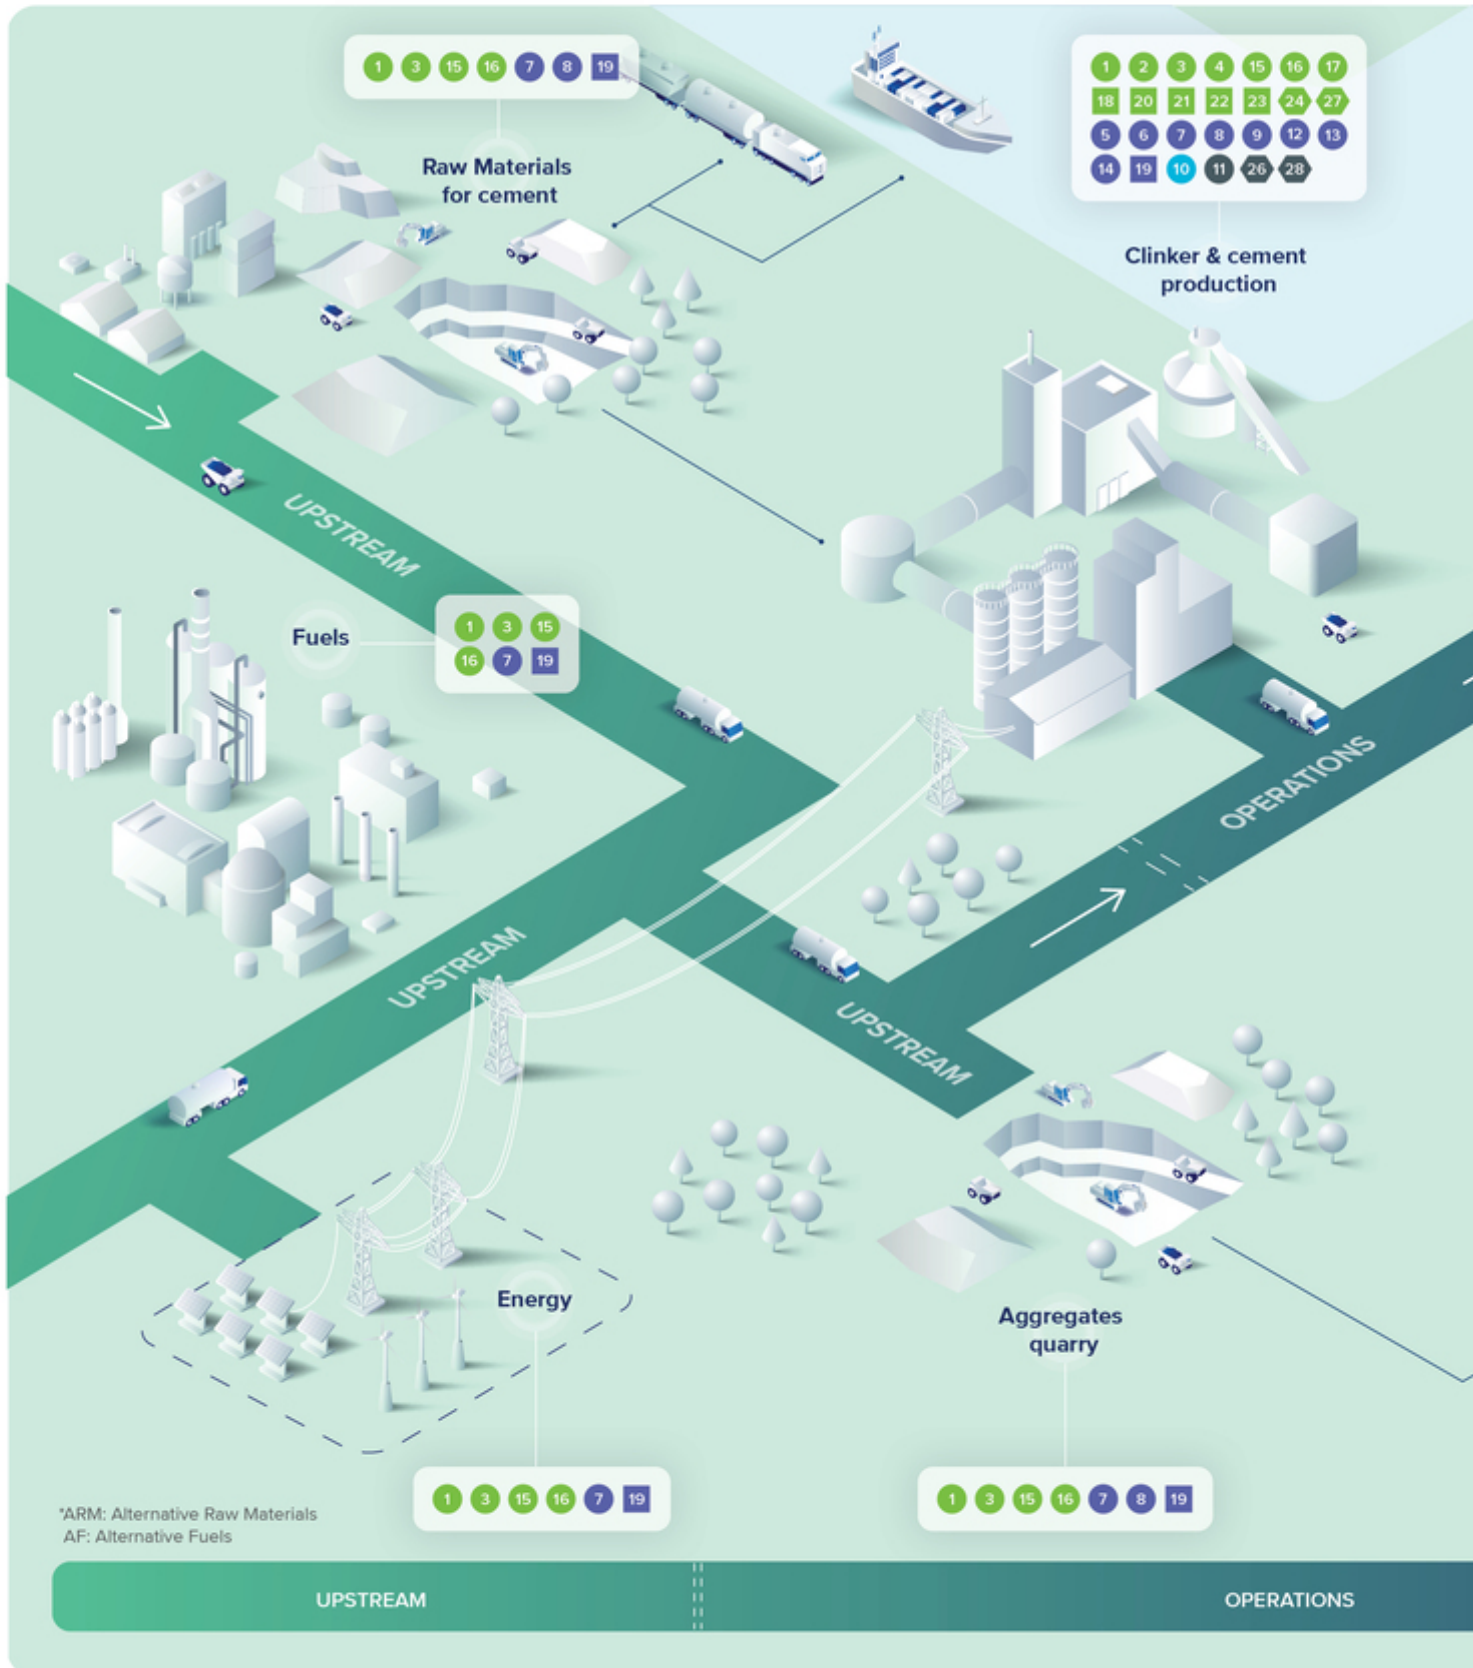 1 3 15 16 7 8 19
Raw Materials
for cement
1 2 3 4 15 16 17
18 20 21 22 23 24 27
5 6 7 8 9 12 13
14 19 10 11 26 28
Clinker & cement
production
UPSTREAM
Fuels
1 3 15
16 7 19
OPERATIONS
UPSTREAM
UPSTREAM
Energy
Aggregates
quarry
1 3 15 16 7 19
1 3 15 16 7 8 19
*ARM: Alternative Raw Materials
AF: Alternative Fuels
UPSTREAM
OPERATIONS